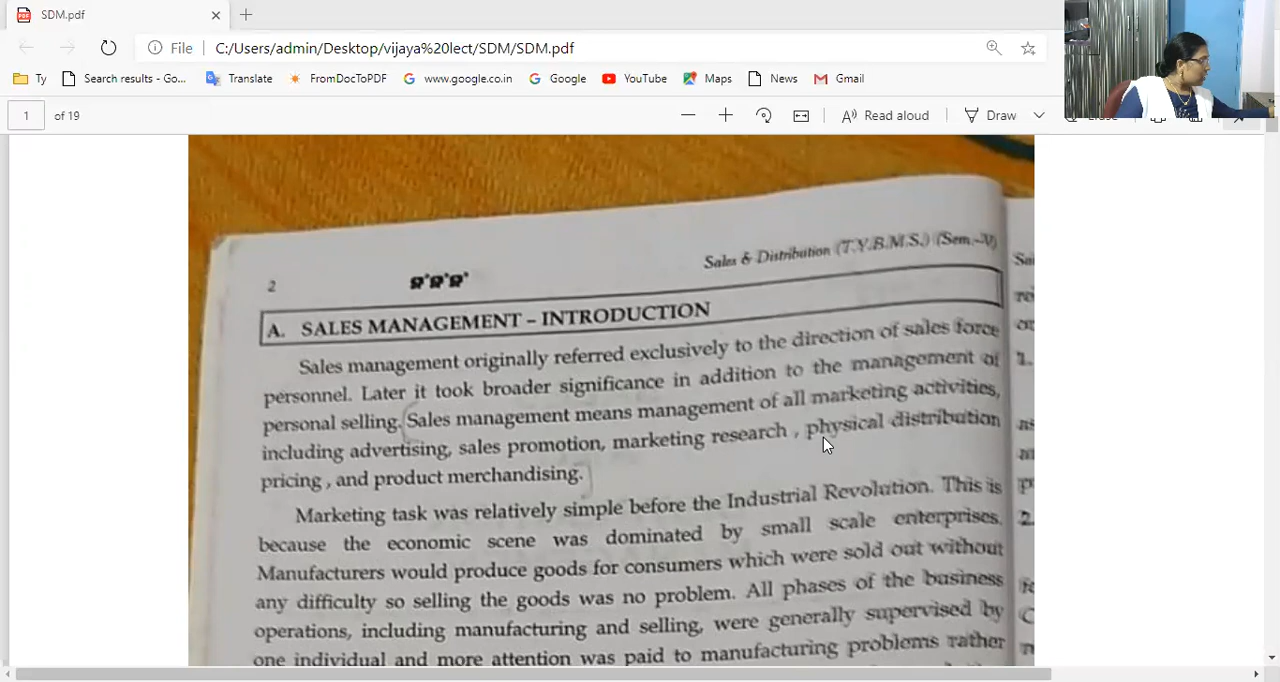 SDM.pdf
File C:/Users/admin/Desktop/vijaya%20lect/SDM/SDM.pdf
Ty Search results - Go... Translate FromDocToPDF www.google.co.in Google YouTube Maps News Gmail
1 of 19 Read aloud Draw
2 Sales & Distribution (T.Y.B.M.S.) (Sem.-V)
A. SALES MANAGEMENT – INTRODUCTION
Sales management originally referred exclusively to the direction of sales force
personnel. Later it took broader significance in addition to the management of
personal selling. Sales management means management of all marketing activities,
including advertising, sales promotion, marketing research , physical distribution
pricing , and product merchandising.
Marketing task was relatively simple before the Industrial Revolution. This is
because the economic scene was dominated by small scale enterprises.
Manufacturers would produce goods for consumers which were sold out without
any difficulty so selling the goods was no problem. All phases of the business
operations, including manufacturing and selling, were generally supervised by
one individual and more attention was paid to manufacturing problems rather
1.
2.